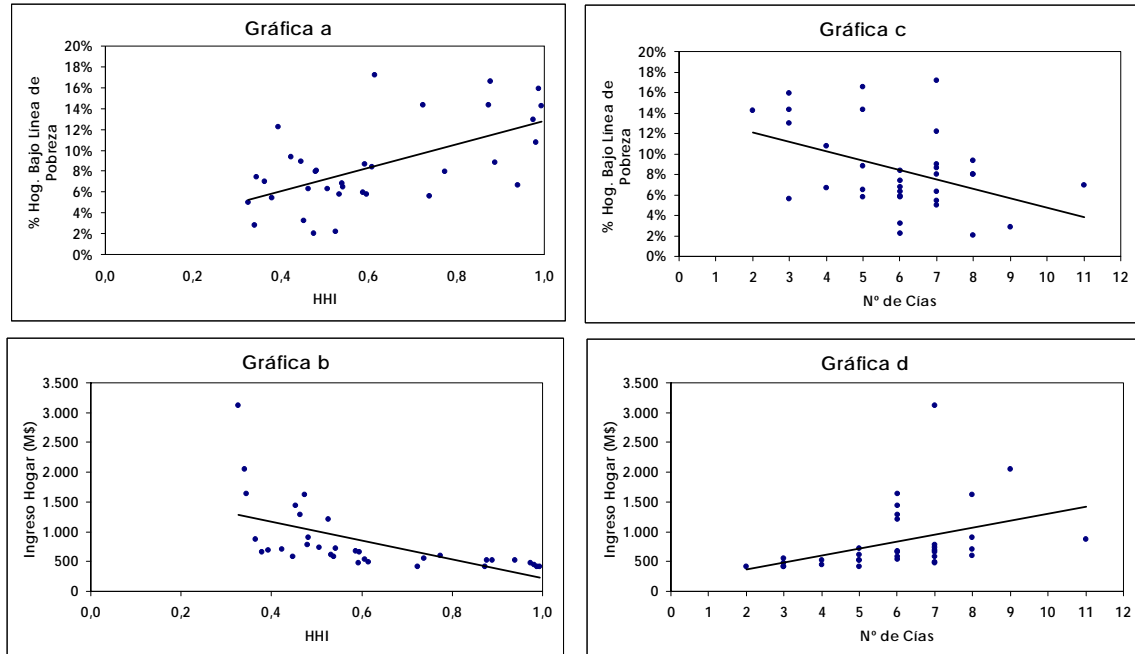 Gráfica a
20%
18%
16%
14%
12%
10%
8%
6%
4%
2%
0%
% Hog. Bajo Línea de
Pobreza
0,0 0,2 0,4 0,6 0,8 1,0
HHI
Gráfica c
20%
18%
16%
14%
12%
10%
8%
6%
4%
2%
0%
% Hog. Bajo Línea de
Pobreza
0 1 2 3 4 5 6 7 8 9 10 11 12
Nº de Cías
Gráfica b
3.500
3.000
2.500
2.000
1.500
1.000
500
0
Ingreso Hogar (M$)
0,0 0,2 0,4 0,6 0,8 1,0
HHI
Gráfica d
3.500
3.000
2.500
2.000
1.500
1.000
500
0
Ingreso Hogar (M$)
0 1 2 3 4 5 6 7 8 9 10 11 12
Nº de Cías